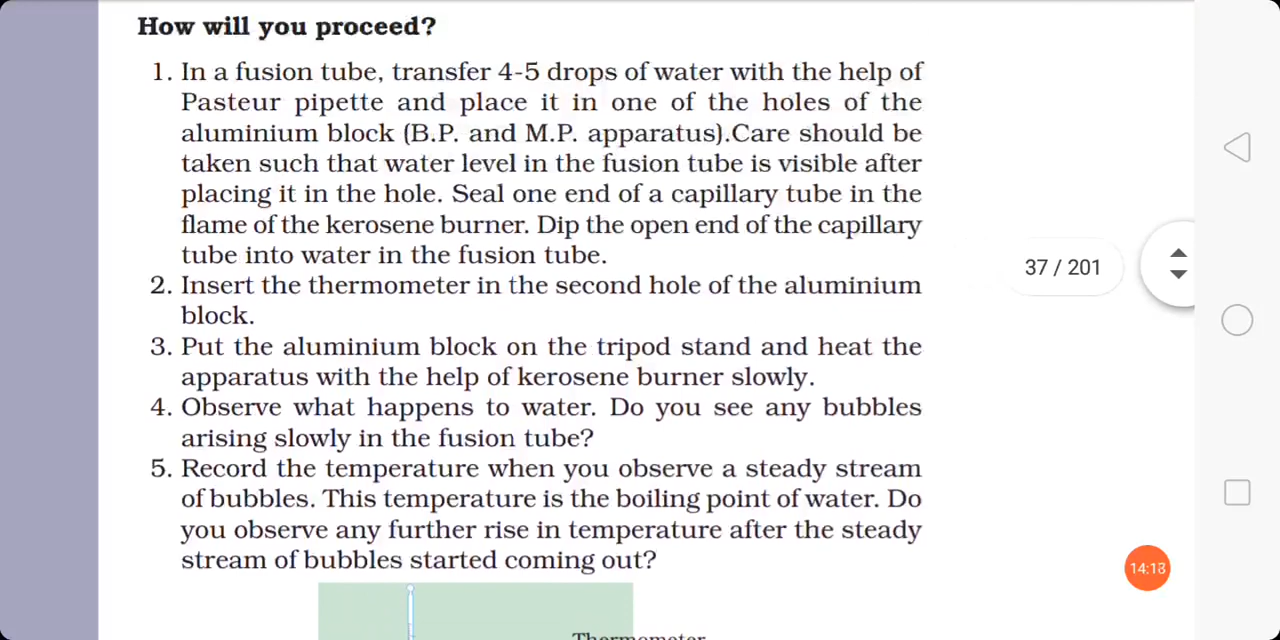 How will you proceed?
1. In a fusion tube, transfer 4-5 drops of water with the help of
Pasteur pipette and place it in one of the holes of the
aluminium block (B.P. and M.P. apparatus).Care should be
taken such that water level in the fusion tube is visible after
placing it in the hole. Seal one end of a capillary tube in the
flame of the kerosene burner. Dip the open end of the capillary
tube into water in the fusion tube.
2. Insert the thermometer in the second hole of the aluminium
block.
3. Put the aluminium block on the tripod stand and heat the
apparatus with the help of kerosene burner slowly.
4. Observe what happens to water. Do you see any bubbles
arising slowly in the fusion tube?
5. Record the temperature when you observe a steady stream
of bubbles. This temperature is the boiling point of water. Do
you observe any further rise in temperature after the steady
stream of bubbles started coming out?
Thermometer
37 / 201
14:18